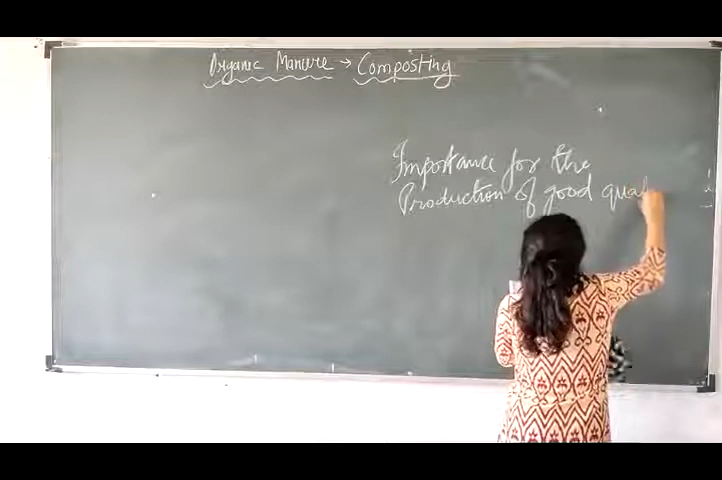 Organic Manure → Composting
Importance for the
Production of good qual